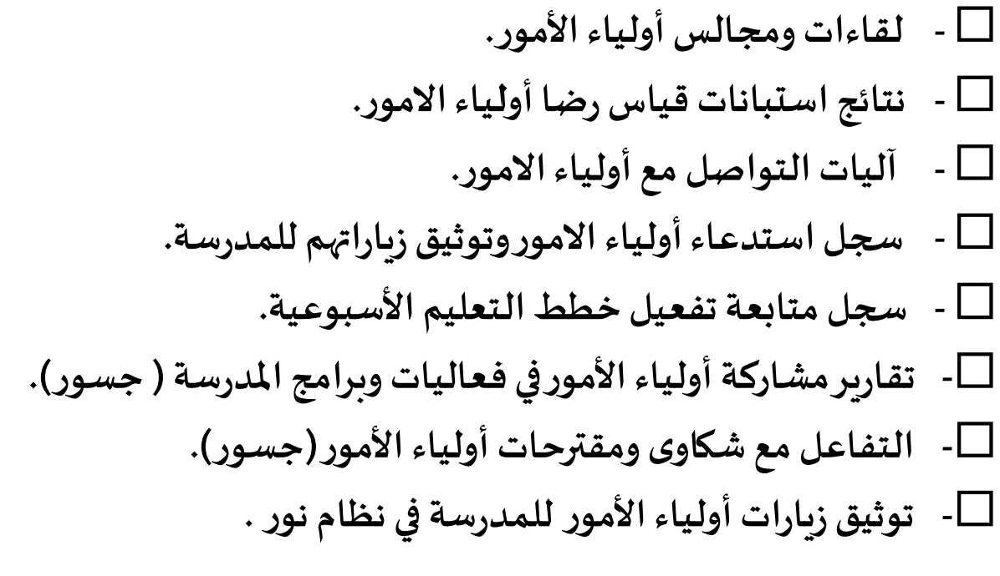 ☐ - لقاءات ومجالس أولياء الأمور.
☐ - نتائج استبانات قياس رضا أولياء الامور.
☐ - آليات التواصل مع أولياء الامور.
☐ - سجل استدعاء أولياء الامور وتوثيق زياراتهم للمدرسة.
☐ - سجل متابعة تفعيل خطط التعليم الأسبوعية.
☐- تقارير مشاركة أولياء الأمور في فعاليات وبرامج المدرسة ( جسور).
☐- التفاعل مع شكاوى ومقترحات أولياء الأمور (جسور).
☐- توثيق زيارات أولياء الأمور للمدرسة في نظام نور .